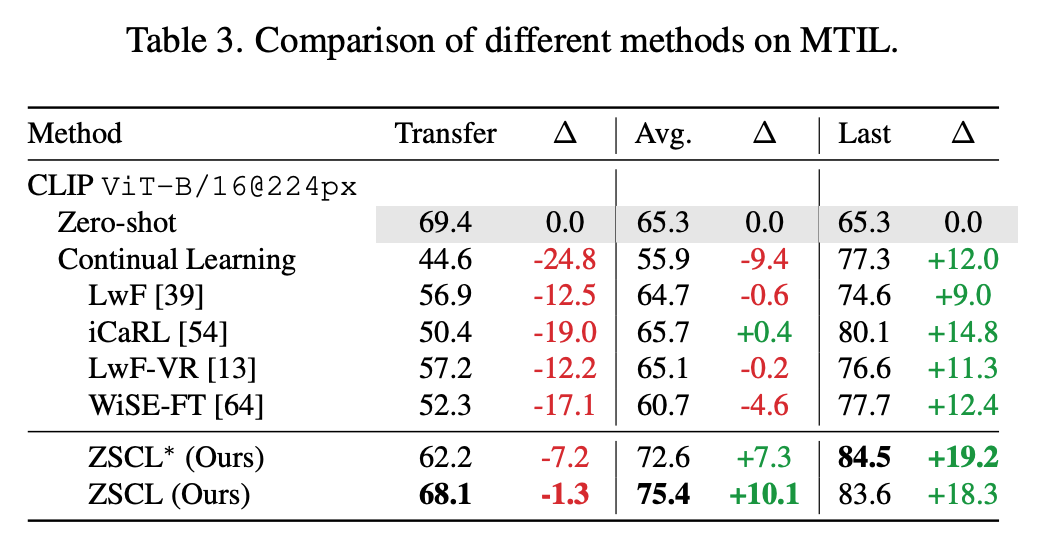 Table 3. Comparison of different methods on MTIL.
Method Transfer Δ Avg. Δ Last Δ
CLIP ViT-B/16@224px
Zero-shot 69.4 0.0 65.3 0.0 65.3 0.0
Continual Learning 44.6 -24.8 55.9 -9.4 77.3 +12.0
LwF [39] 56.9 -12.5 64.7 -0.6 74.6 +9.0
iCaRL [54] 50.4 -19.0 65.7 +0.4 80.1 +14.8
LwF-VR [13] 57.2 -12.2 65.1 -0.2 76.6 +11.3
WiSE-FT [64] 52.3 -17.1 60.7 -4.6 77.7 +12.4
ZSCL* (Ours) 62.2 -7.2 72.6 +7.3 84.5 +19.2
ZSCL (Ours) 68.1 -1.3 75.4 +10.1 83.6 +18.3